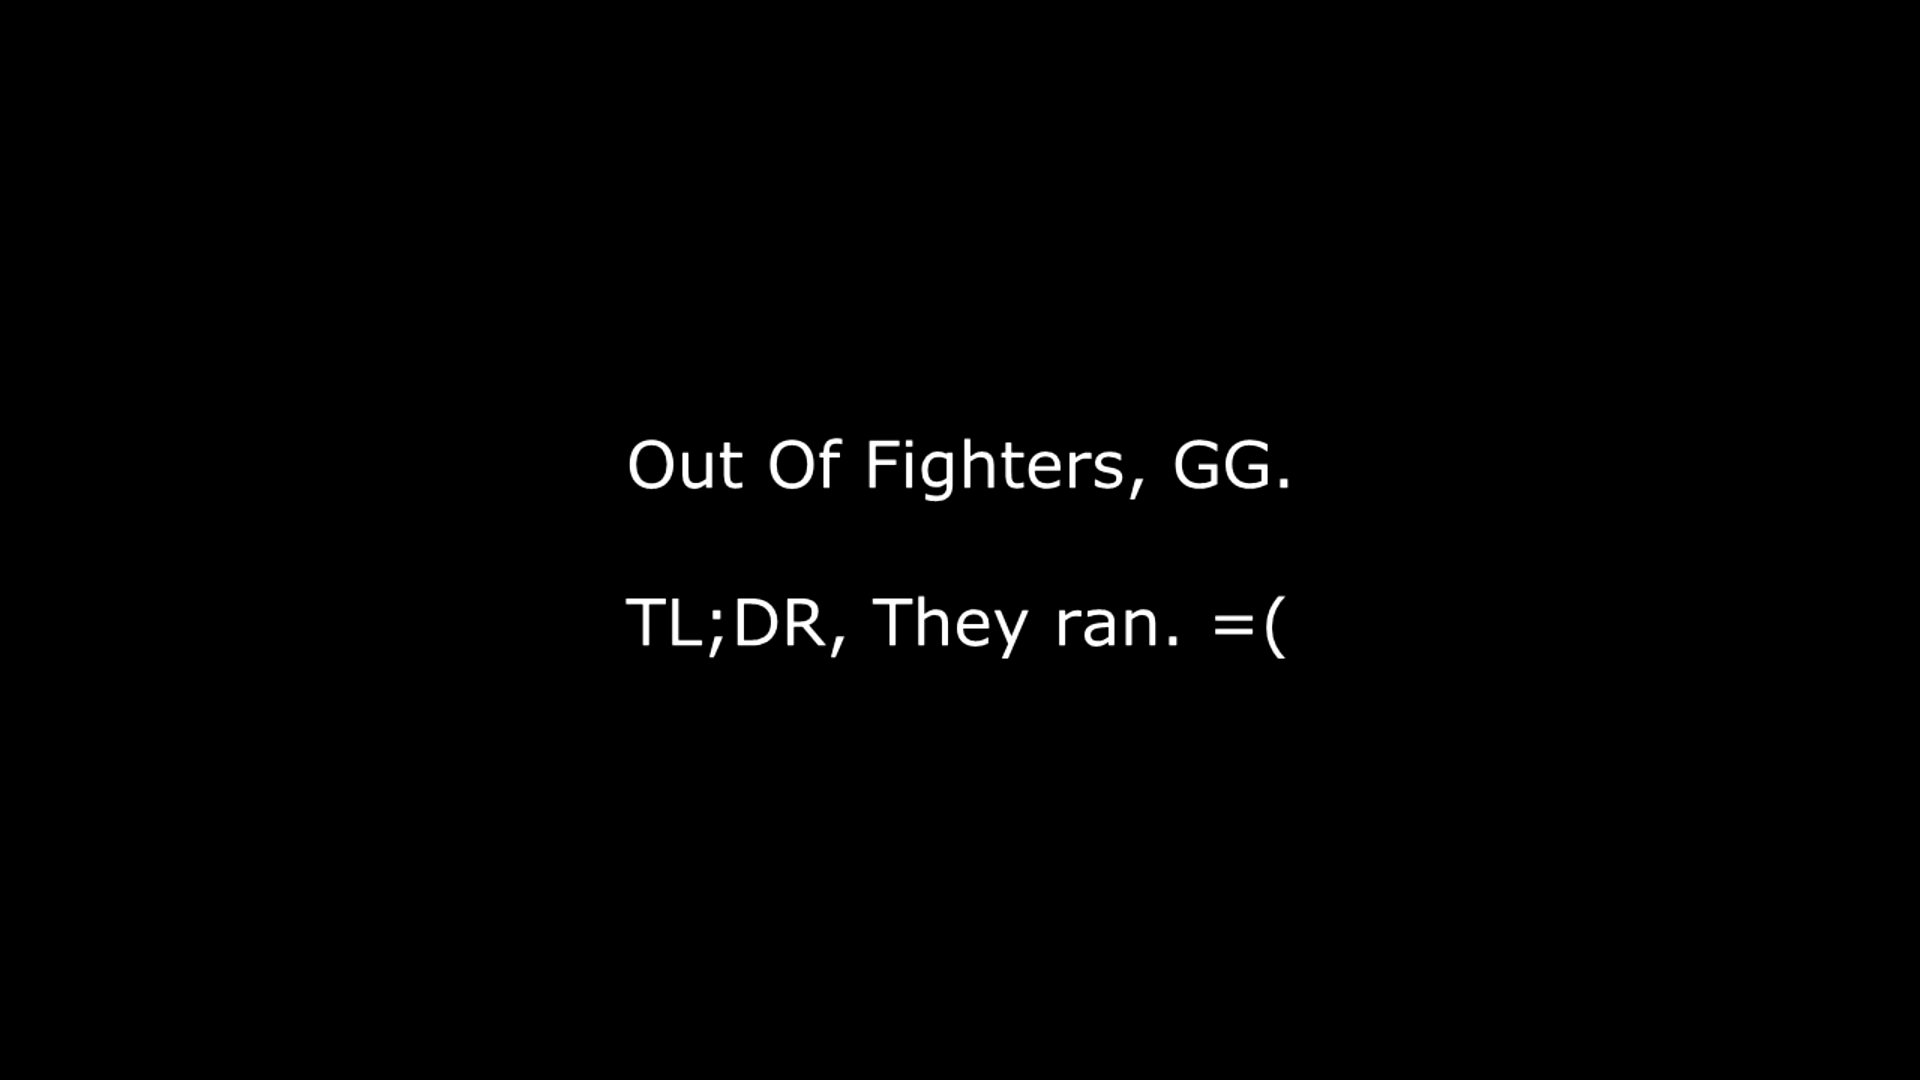 Out Of Fighters, GG.
TL;DR, They ran. =(